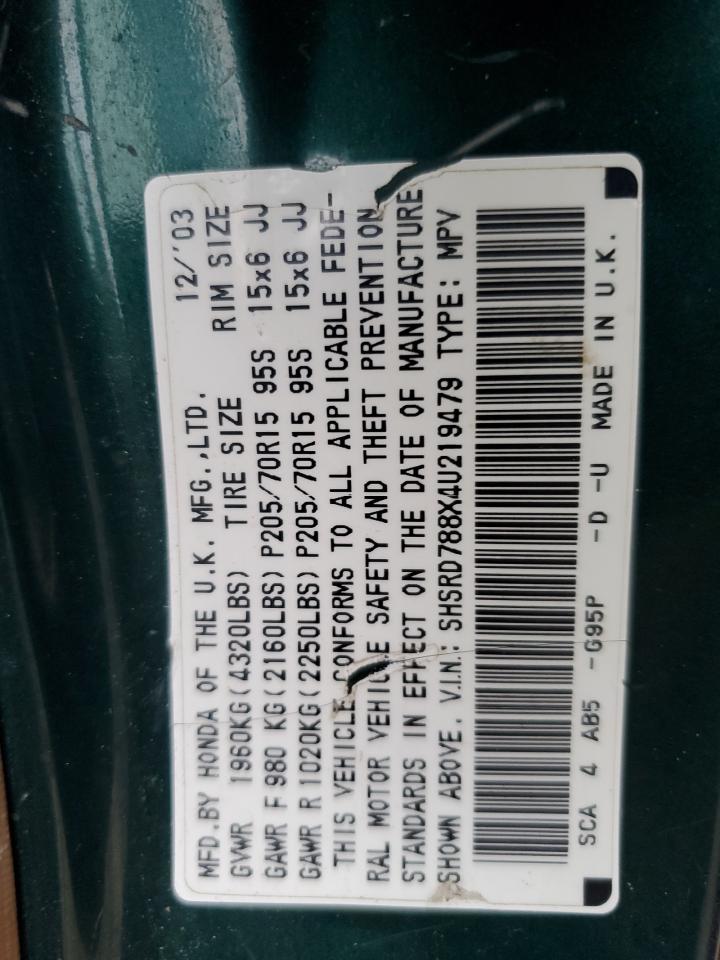 MFD.BY HONDA OF THE U.K. MFG.,LTD. 12/'03
GVWR 1960KG(4320LBS) TIRE SIZE RIM SIZE
GAWR F 980 KG(2160LBS) P205/70R15 95S 15x6 JJ
GAWR R 1020KG(2250LBS) P205/70R15 95S 15x6 JJ
THIS VEHICLE CONFORMS TO ALL APPLICABLE FEDE-
RAL MOTOR VEHICLE SAFETY AND THEFT PREVENTION
STANDARDS IN EFFECT ON THE DATE OF MANUFACTURE
SHOWN ABOVE. V.I.N.: SHSRD788X4U219479 TYPE: MPV
SCA 4 AB5 -G95P -D -U MADE IN U.K.